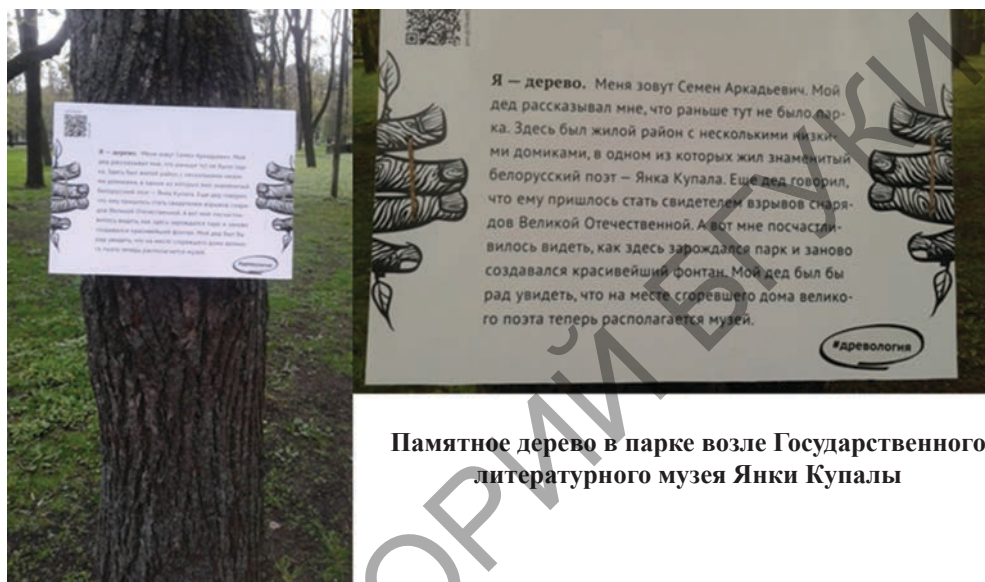 Я — дерево. Меня зовут Семен Аркадьевич. Мой
дед рассказывал мне, что раньше тут не было пар-
ка. Здесь был жилой район с несколькими низки-
ми домиками, в одном из которых жил знаменитый
белорусский поэт — Янка Купала. Еще дед говорил,
что ему пришлось стать свидетелем взрывов снаря-
дов Великой Отечественной. А вот мне посчастли-
вилось видеть, как здесь зарождался парк и заново
создавался красивейший фонтан. Мой дед был бы
рад увидеть, что на месте сгоревшего дома велико-
го поэта теперь располагается музей.
#древология
Памятное дерево в парке возле Государственного
литературного музея Янки Купалы
ОРИЙ БГУКИ